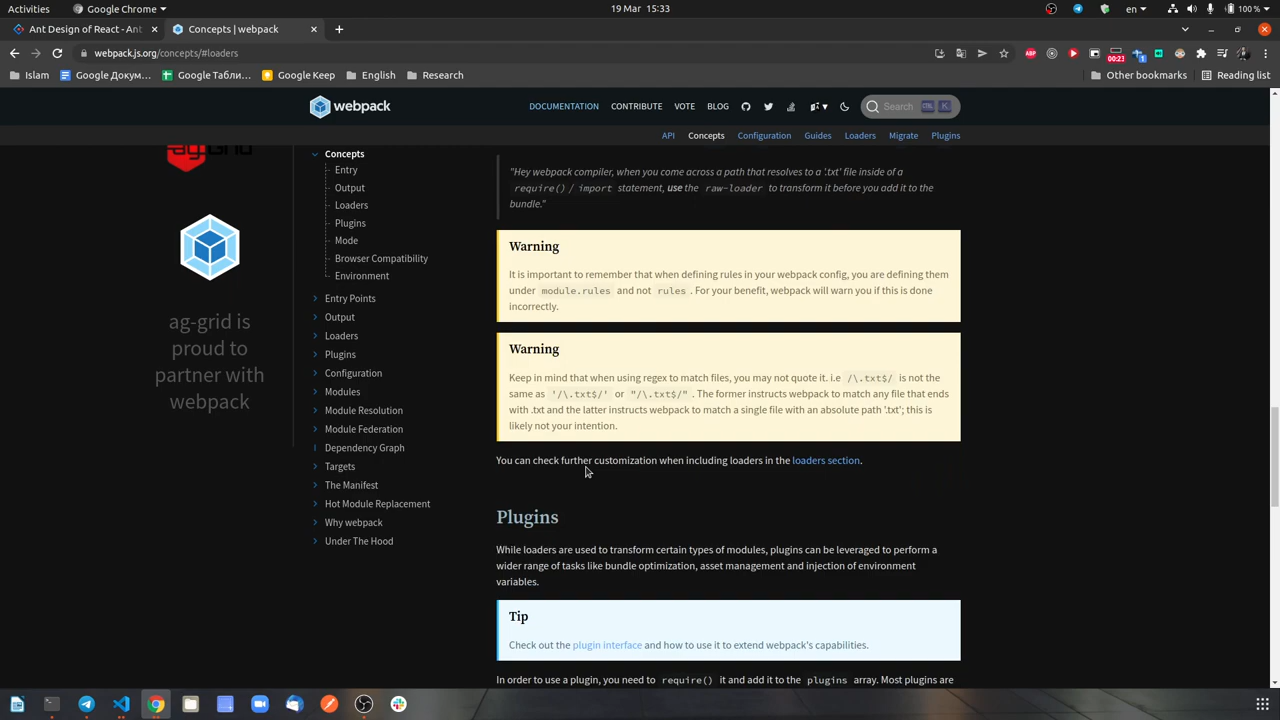 Activities
Google Chrome
19 Mar 15:33
en
100 %
Ant Design of React - Ant
Concepts | webpack
webpack.js.org/concepts/#loaders
ABP
00:23
Islam
Google Докум…
Google Табли…
Google Keep
English
Research
Other bookmarks
Reading list
webpack
DOCUMENTATION
CONTRIBUTE
VOTE
BLOG
Search
CTRL
K
API
Concepts
Configuration
Guides
Loaders
Migrate
Plugins
ag-grid is
proud to
partner with
webpack
Concepts
Entry
Output
Loaders
Plugins
Mode
Browser Compatibility
Environment
Entry Points
Output
Loaders
Plugins
Configuration
Modules
Module Resolution
Module Federation
Dependency Graph
Targets
The Manifest
Hot Module Replacement
Why webpack
Under The Hood
"Hey webpack compiler, when you come across a path that resolves to a '.txt' file inside of a
require() / import statement, use the raw-loader to transform it before you add it to the
bundle."
Warning
It is important to remember that when defining rules in your webpack config, you are defining them
under module.rules and not rules . For your benefit, webpack will warn you if this is done
incorrectly.
Warning
Keep in mind that when using regex to match files, you may not quote it. i.e /\.txt$/ is not the
same as '/\.txt$/' or "/\.txt$/" . The former instructs webpack to match any file that ends
with .txt and the latter instructs webpack to match a single file with an absolute path '.txt'; this is
likely not your intention.
You can check further customization when including loaders in the loaders section.
Plugins
While loaders are used to transform certain types of modules, plugins can be leveraged to perform a
wider range of tasks like bundle optimization, asset management and injection of environment
variables.
Tip
Check out the plugin interface and how to use it to extend webpack's capabilities.
In order to use a plugin, you need to require() it and add it to the plugins array. Most plugins are